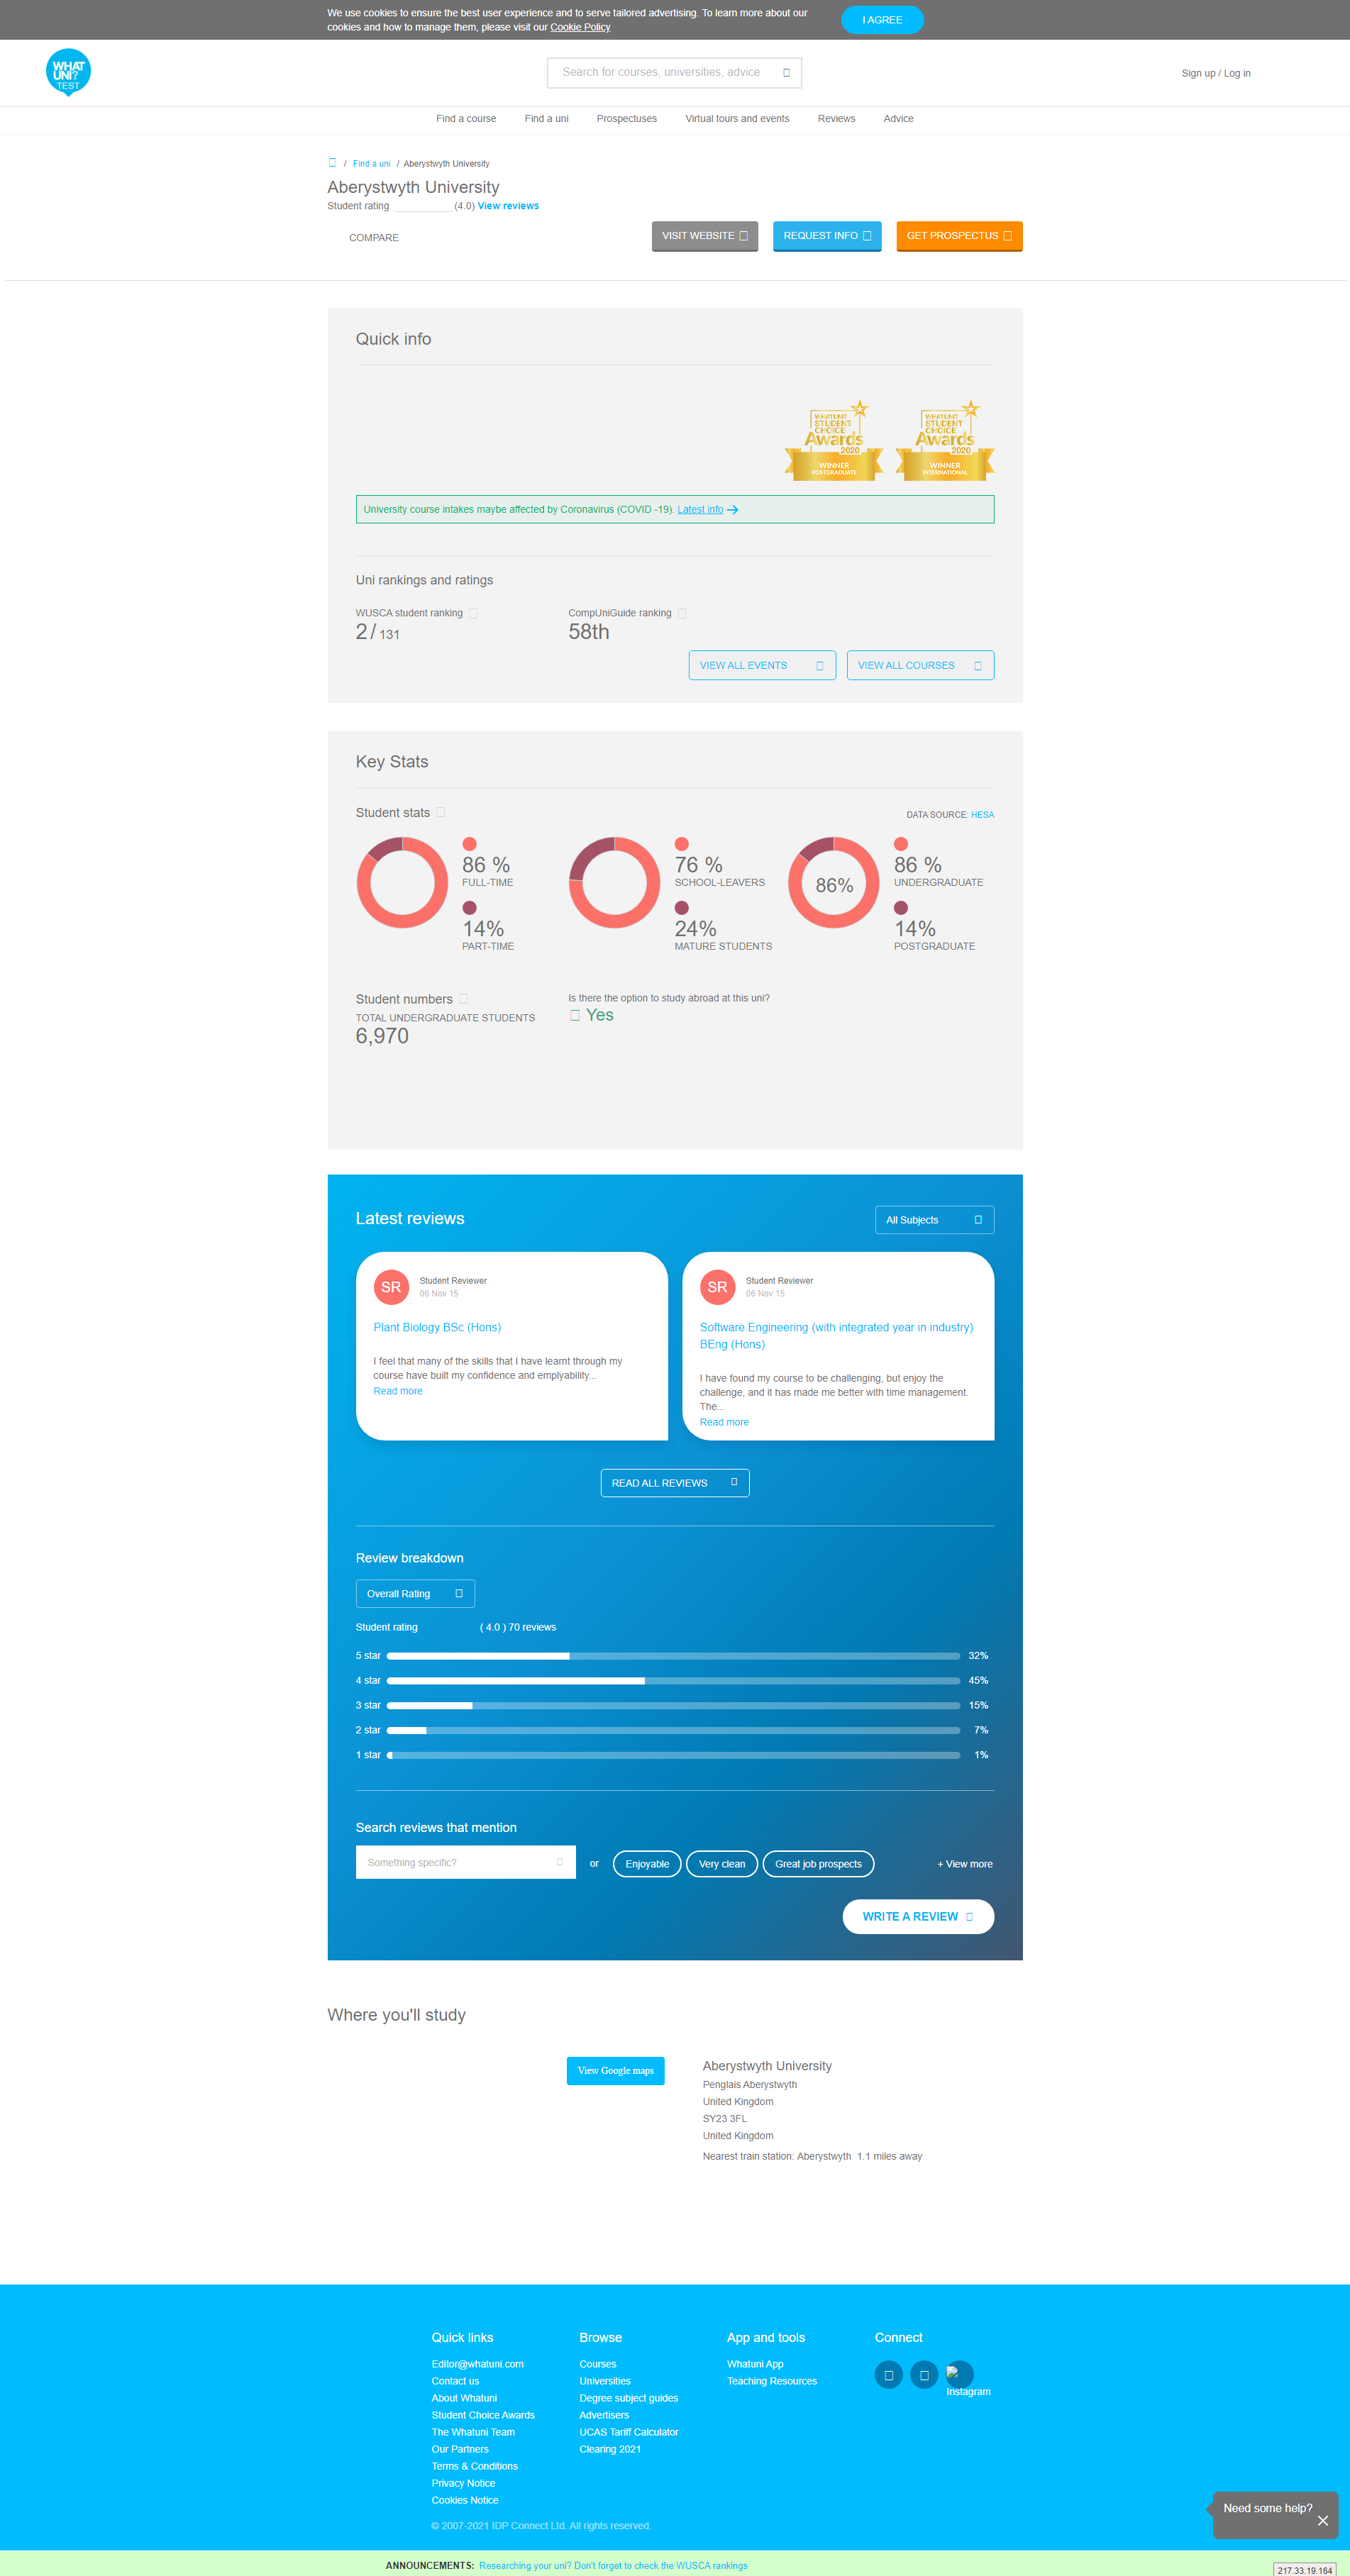 We use cookies to ensure the best user experience and to serve tailored advertising. To learn more about our
cookies and how to manage them, please visit our Cookie Policy
I AGREE
WHAT
UNI?
TEST
Search for courses, universities, advice
Sign up / Log in
Find a course
Find a uni
Prospectuses
Virtual tours and events
Reviews
Advice
/ Find a uni / Aberystwyth University
Aberystwyth University
Student rating (4.0) View reviews
COMPARE
VISIT WEBSITE
REQUEST INFO
GET PROSPECTUS
Quick info
WHATUNI?
STUDENT
CHOICE
Awards
2020
WINNER
POSTGRADUATE
WHATUNI?
STUDENT
CHOICE
Awards
2020
WINNER
INTERNATIONAL
University course intakes maybe affected by Coronavirus (COVID -19). Latest info
Uni rankings and ratings
WUSCA student ranking
2 / 131
CompUniGuide ranking
58th
VIEW ALL EVENTS
VIEW ALL COURSES
Key Stats
Student stats
DATA SOURCE: HESA
86 %
FULL-TIME
14%
PART-TIME
76 %
SCHOOL-LEAVERS
24%
MATURE STUDENTS
86%
86 %
UNDERGRADUATE
14%
POSTGRADUATE
Student numbers
TOTAL UNDERGRADUATE STUDENTS
6,970
Is there the option to study abroad at this uni?
Yes
Latest reviews
All Subjects
SR
Student Reviewer
06 Nov 15
Plant Biology BSc (Hons)
I feel that many of the skills that I have learnt through my
course have built my confidence and emplyability...
Read more
SR
Student Reviewer
06 Nov 15
Software Engineering (with integrated year in industry)
BEng (Hons)
I have found my course to be challenging, but enjoy the
challenge, and it has made me better with time management.
The...
Read more
READ ALL REVIEWS
Review breakdown
Overall Rating
Student rating ( 4.0 ) 70 reviews
5 star 32%
4 star 45%
3 star 15%
2 star 7%
1 star 1%
Search reviews that mention
Something specific?
or
Enjoyable
Very clean
Great job prospects
+ View more
WRITE A REVIEW
Where you'll study
View Google maps
Aberystwyth University
Penglais Aberystwyth
United Kingdom
SY23 3FL
United Kingdom
Nearest train station: Aberystwyth 1.1 miles away
Quick links
Editor@whatuni.com
Contact us
About Whatuni
Student Choice Awards
The Whatuni Team
Our Partners
Terms & Conditions
Privacy Notice
Cookies Notice
Browse
Courses
Universities
Degree subject guides
Advertisers
UCAS Tariff Calculator
Clearing 2021
App and tools
Whatuni App
Teaching Resources
Connect
Instagram
© 2007-2021 IDP Connect Ltd. All rights reserved.
Need some help?
ANNOUNCEMENTS: Researching your uni? Don't forget to check the WUSCA rankings
217.33.19.164